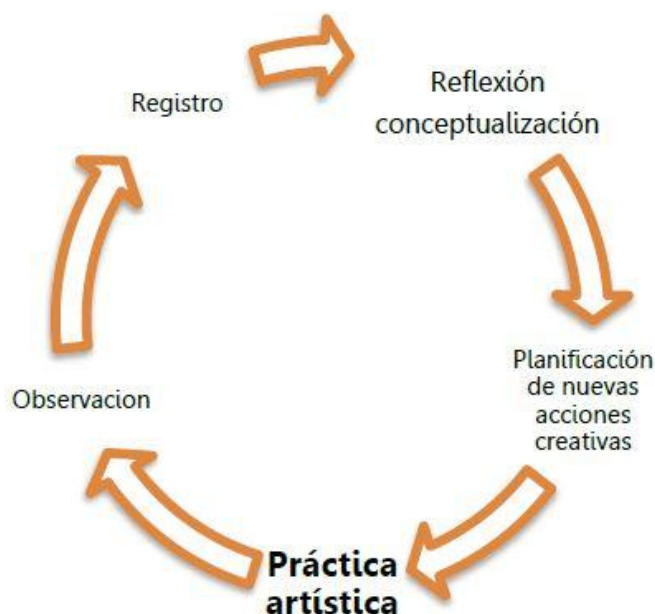 Registro
Reflexión
conceptualización
Planificación
de nuevas
acciones
creativas
Práctica
artística
Observacion